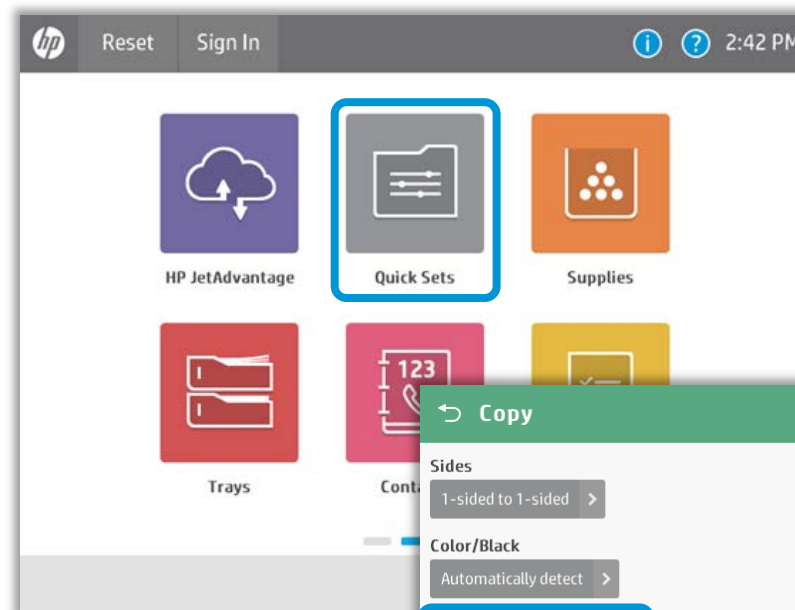 hp Reset Sign In i ? 2:42 PM
HP JetAdvantage Quick Sets Supplies
123
Trays
Copy
Sides
1-sided to 1-sided
Color/Black
Automatically detect